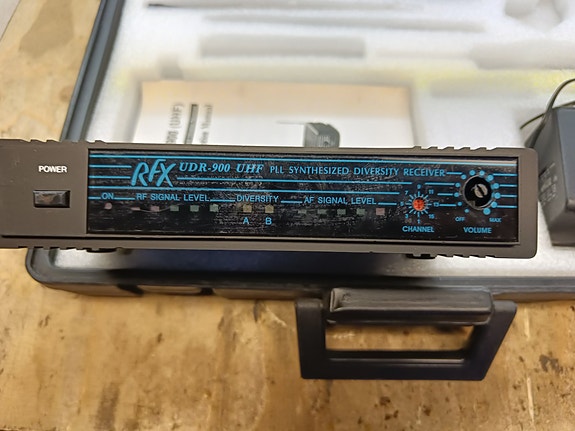 (UHF)
POWER
RFX UDR-900 UHF PLL SYNTHESIZED DIVERSITY RECEIVER
ON RF SIGNAL LEVEL DIVERSITY AF SIGNAL LEVEL
A B
CHANNEL
OFF MAX
VOLUME